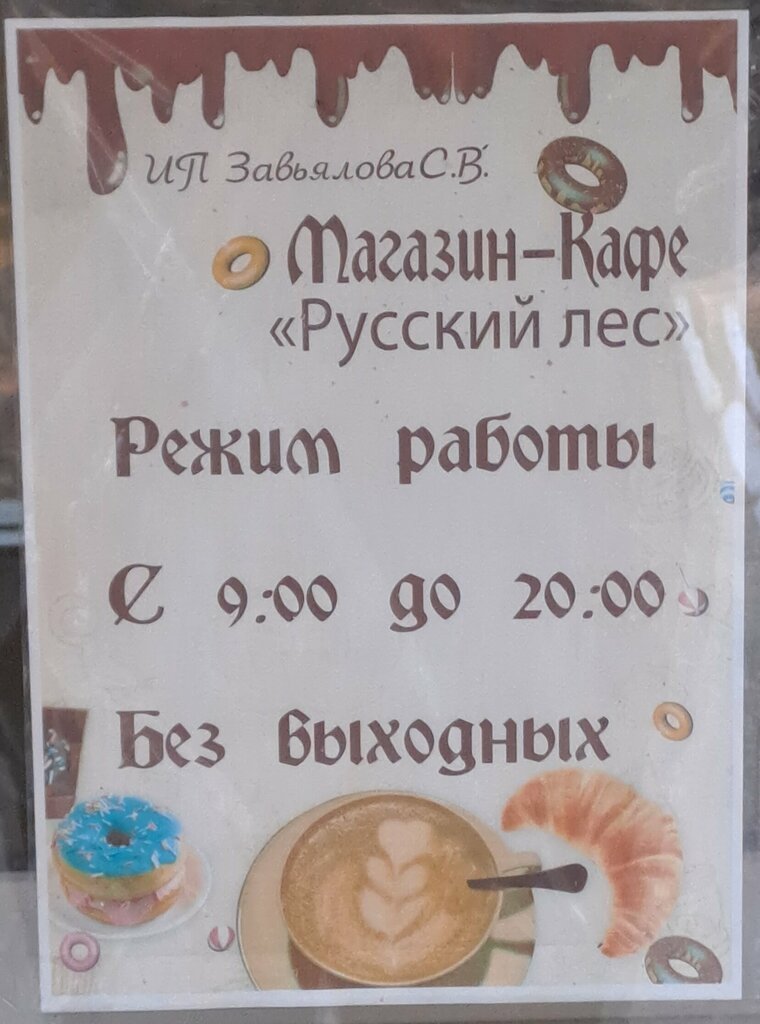 ИП Завьялова С.В.
Магазин-Кафе
«Русский лес»
Режим работы
С 9:00 до 20:00
Без выходных